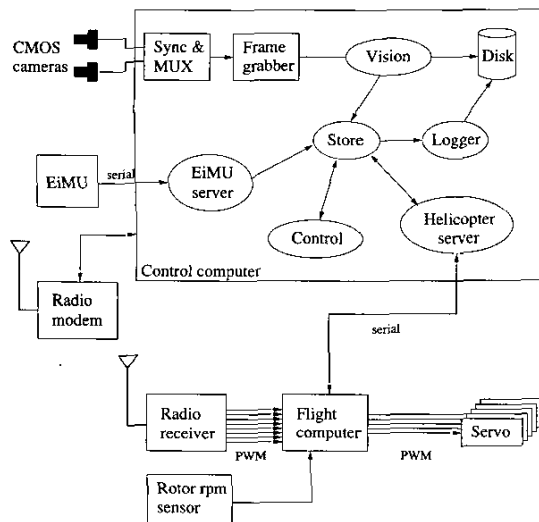 CMOS
cameras
Sync &
MUX
Frame
grabber
Vision
Disk
Store
Logger
EiMU
serial
EiMU
server
Control
Helicopter
server
Control computer
Radio
modem
serial
Radio
receiver
PWM
Flight
computer
PWM
Servo
Rotor rpm
sensor